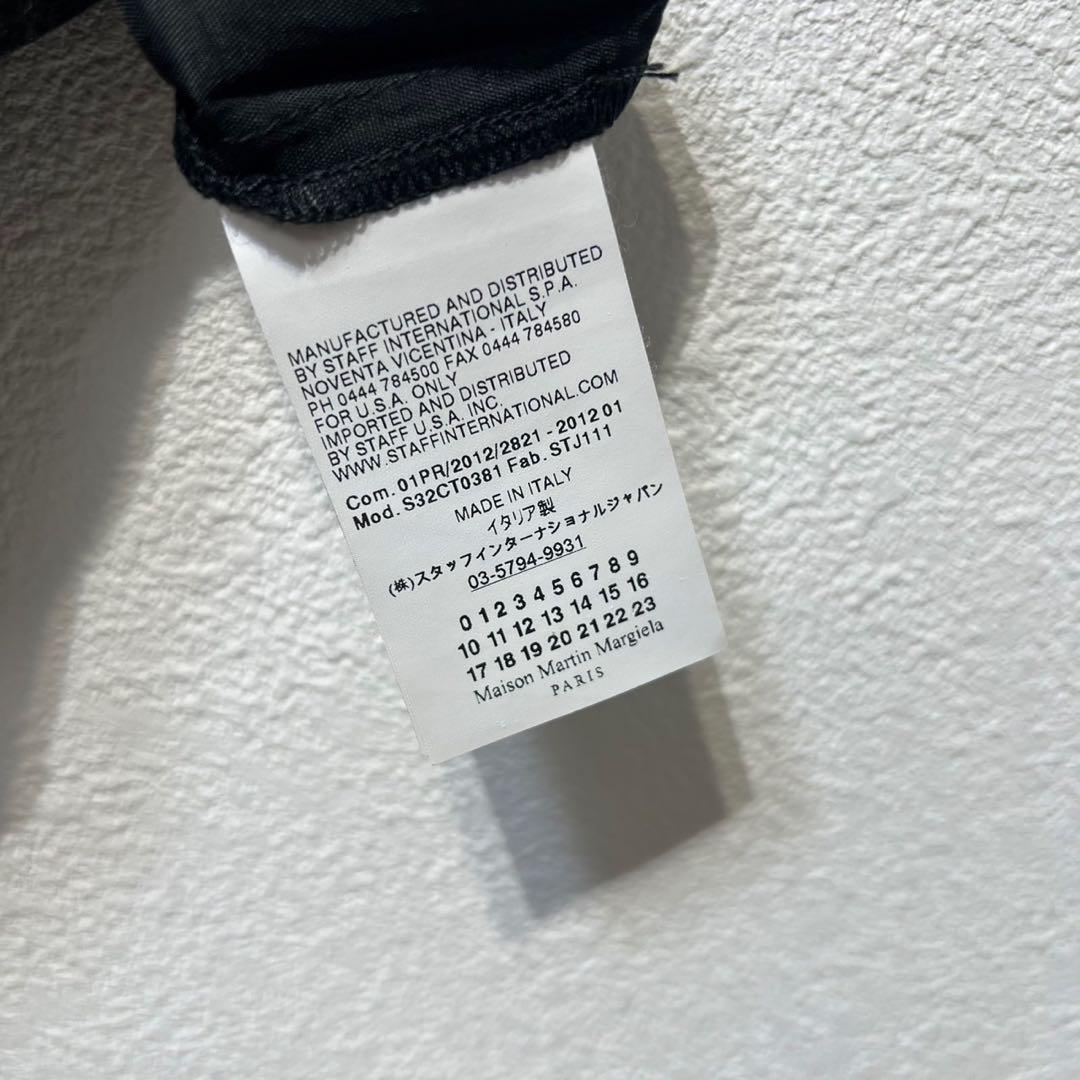 MANUFACTURED AND DISTRIBUTED
BY STAFF INTERNATIONAL S.P.A.
NOVENTA VICENTINA - ITALY
PH 0444 784500 FAX 0444 784580
FOR U.S.A. ONLY
IMPORTED AND DISTRIBUTED
BY STAFF U.S.A. INC.
WWW.STAFFINTERNATIONAL.COM
Com. 01PR/2012/2821 - 2012 01
Mod. S32CT0381 Fab. STJ111
MADE IN ITALY
イタリア製
(株)スタッフインターナショナルジャパン
03-5794-9931
0 1 2 3 4 5 6 7 8 9
10 11 12 13 14 15 16
17 18 19 20 21 22 23
Maison Martin Margiela
PARIS